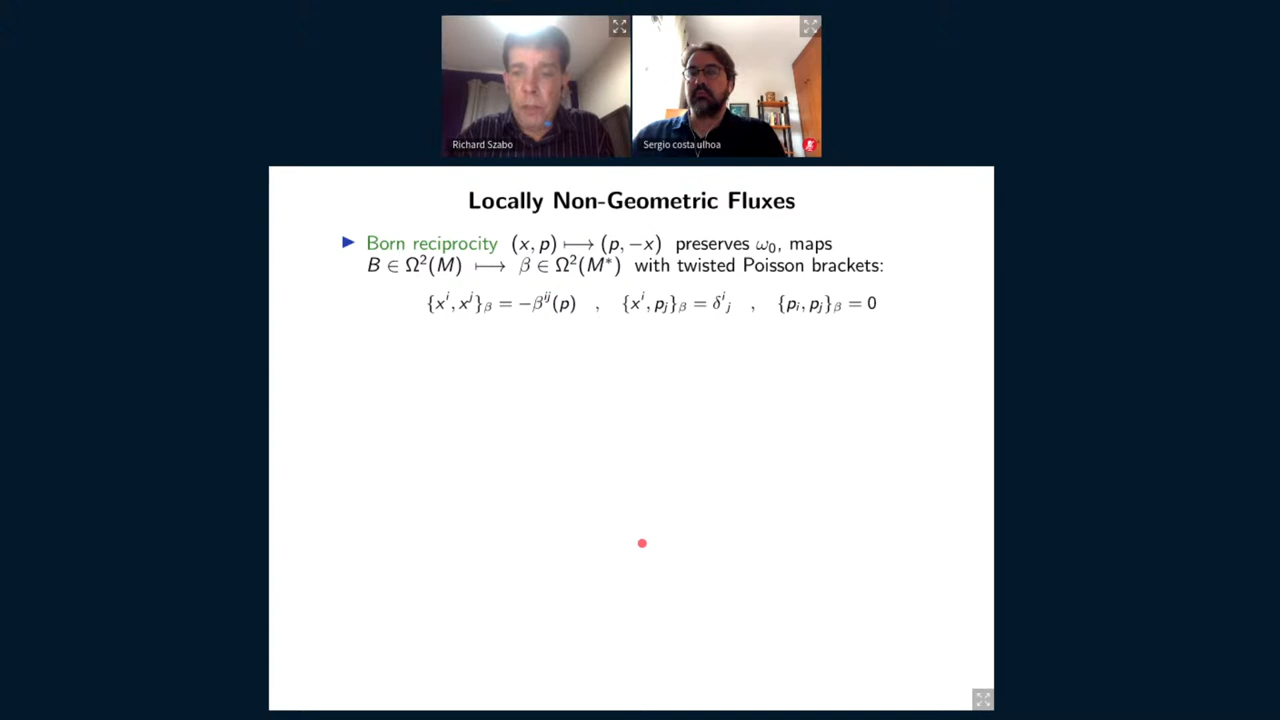 Richard Szabo
Sergio costa ulhoa
Locally Non-Geometric Fluxes
▶ Born reciprocity (x, p) ⟼ (p, −x) preserves ω₀, maps
B ∈ Ω²(M) ⟼ β ∈ Ω²(M*) with twisted Poisson brackets:
{xⁱ, xʲ}_β = −βⁱʲ(p) , {xⁱ, pⱼ}_β = δⁱⱼ , {pᵢ, pⱼ}_β = 0